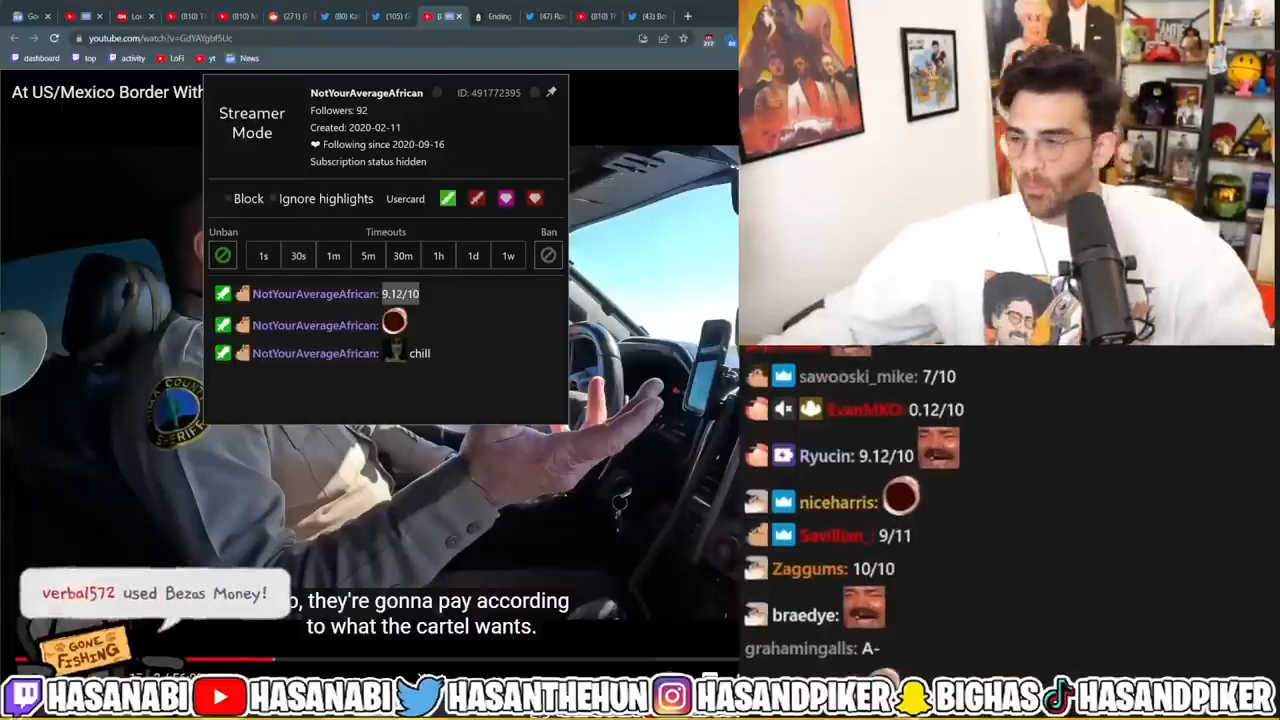 youtube.com/watch?v=GdYAYgbf5Uc
dashboard
top
activity
LoFi
yt
News
At US/Mexico Border With
Streamer
Mode
NotYourAverageAfrican
ID: 491772395
Followers: 92
Created: 2020-02-11
Following since 2020-09-16
Subscription status hidden
Block
Ignore highlights
Usercard
Unban
Timeouts
Ban
1s
30s
1m
5m
30m
1h
1d
1w
NotYourAverageAfrican: 9.12/10
NotYourAverageAfrican:
NotYourAverageAfrican: chill
SHERIFF
they're gonna pay according
to what the cartel wants.
verbal572 used Bezos Money!
GONE
FISHING
sawooski_mike: 7/10
EvanMKO: 0.12/10
Ryucin: 9.12/10
niceharris:
Savillian_: 9/11
Zaggums: 10/10
braedye:
grahamingalls: A-
HASANABI
HASANABI
HASANTHEHUN
HASANDPIKER
BIGHAS
HASANDPIKER